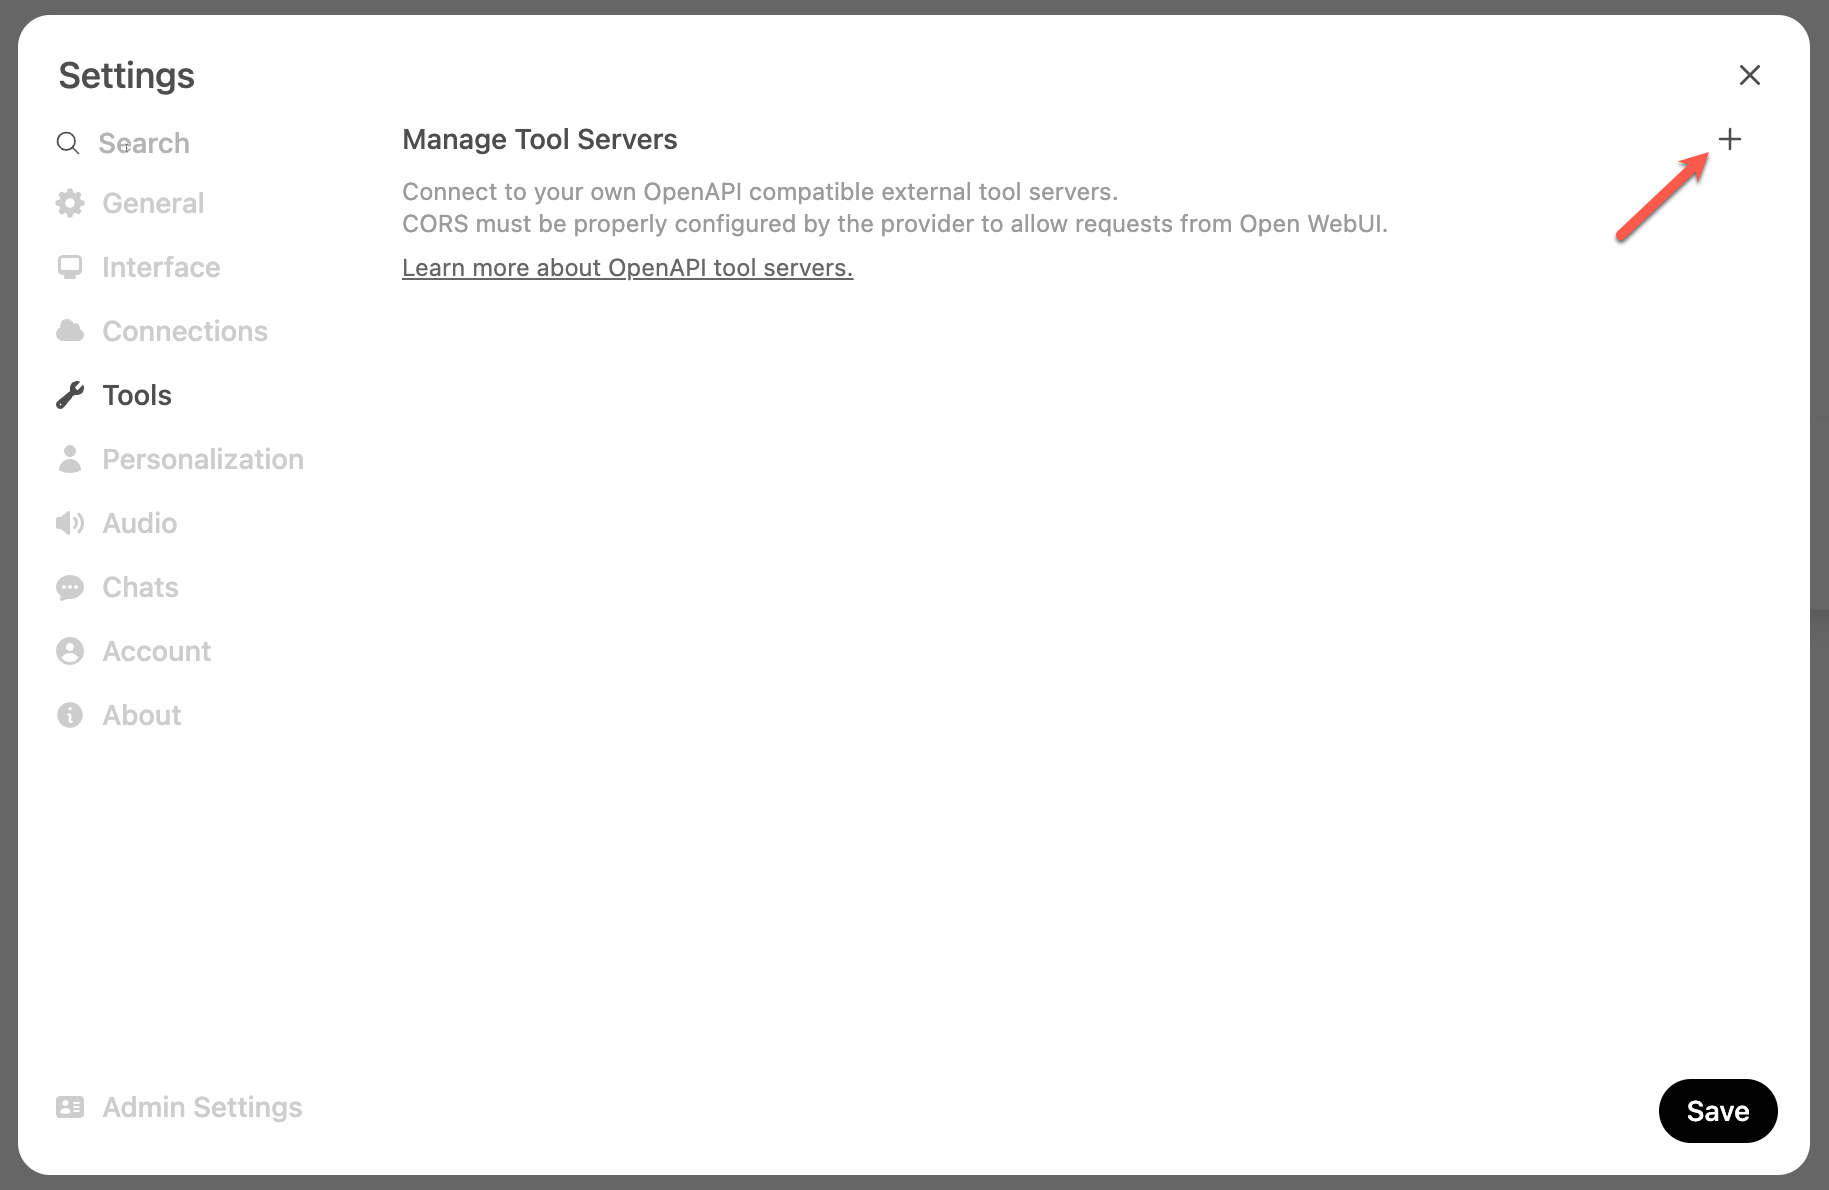 Settings
Search
General
Interface
Connections
Tools
Personalization
Audio
Chats
Account
About
Admin Settings
Manage Tool Servers
Connect to your own OpenAPI compatible external tool servers.
CORS must be properly configured by the provider to allow requests from Open WebUI.
Learn more about OpenAPI tool servers.
Save